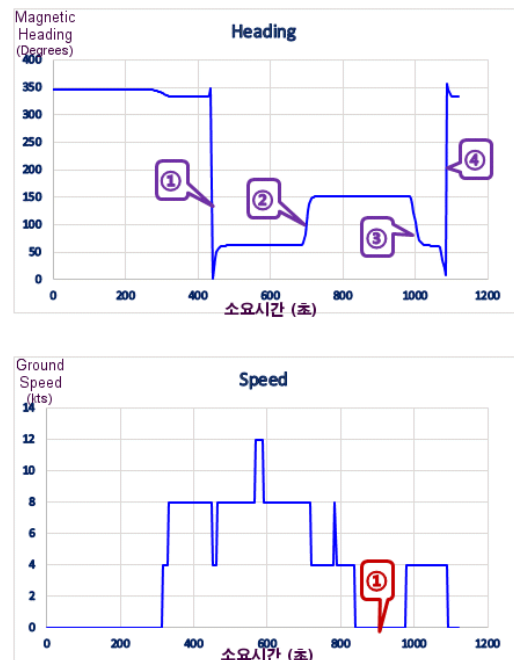 Magnetic
Heading
(Degrees)
Heading
400
350
300
250
200
150
100
50
0
①
②
③
④
0 200 400 600 800 1000 1200
소요시간 (초)
Ground
Speed
(kts)
Speed
14
12
10
8
6
4
2
0
①
0 200 400 600 800 1000 1200
소요시간 (초)